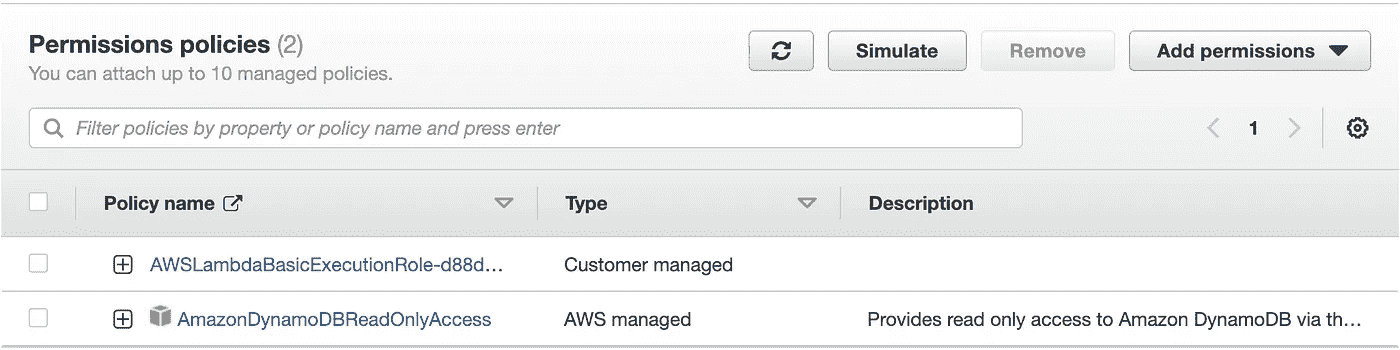 Permissions policies (2)
You can attach up to 10 managed policies.
Simulate
Remove
Add permissions
Filter policies by property or policy name and press enter
1
Policy name Type Description
AWSLambdaBasicExecutionRole-d88d... Customer managed
AmazonDynamoDBReadOnlyAccess AWS managed Provides read only access to Amazon DynamoDB via th...